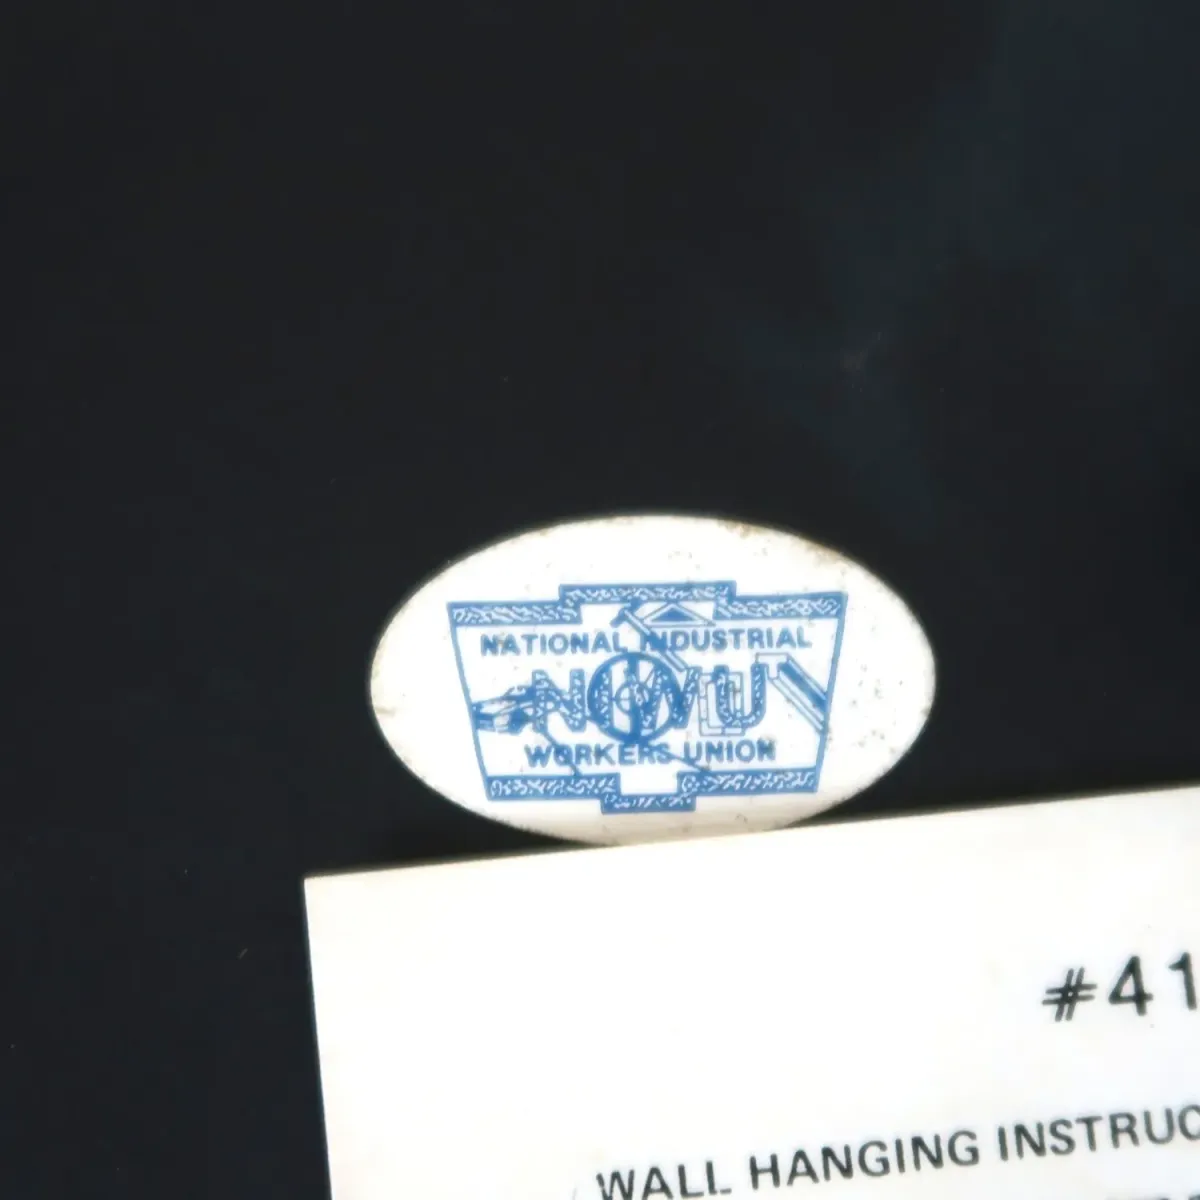 NATIONAL INDUSTRIAL
NIWU
WORKERS UNION
#41
WALL HANGING INSTRUC